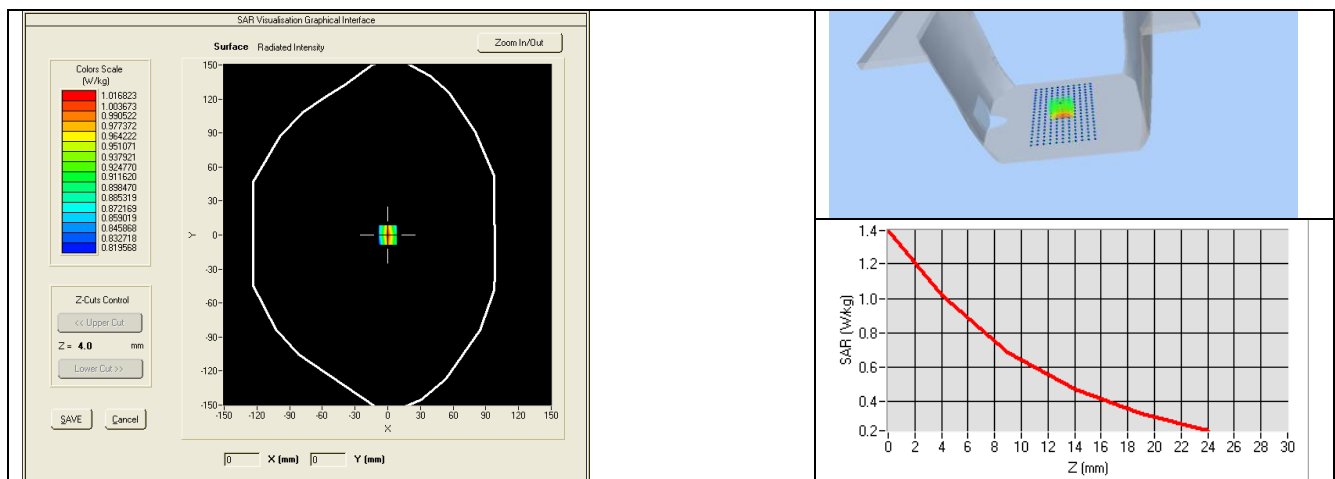 SAR Visualisation Graphical Interface
Surface Radiated Intensity
Zoom In/Out
Colors Scale
(W/kg)
1.016823
1.003673
0.990522
0.977372
0.964222
0.951071
0.937921
0.924770
0.911620
0.898470
0.885319
0.872169
0.859019
0.845868
0.832718
0.819568
Z-Cuts Control
<< Upper Cut
Z = 4.0 mm
Lower Cut >>
SAVE Cancel
150-
120-
90-
60-
30-
0-
-30-
-60-
-90-
-120-
-150-
Y
-150 -120 -90 -60 -30 0 30 60 90 120 150
X
0 X (mm) 0 Y (mm)
1.4-
1.2-
1.0-
0.8-
0.6-
0.4-
0.2-
SAR (W/kg)
0 2 4 6 8 10 12 14 16 18 20 22 24 26 28 30
Z (mm)